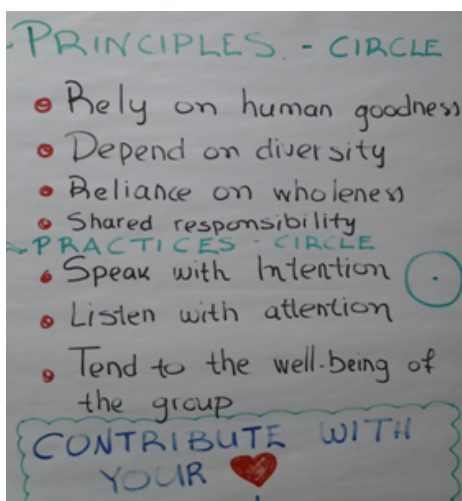 PRINCIPLES. - CIRCLE
Rely on human goodness
Depend on diversity
Reliance on wholeness
Shared responsibility
PRACTICES - CIRCLE
Speak with Intention
Listen with attention
Tend to the well-being of
the group
CONTRIBUTE WITH
YOUR